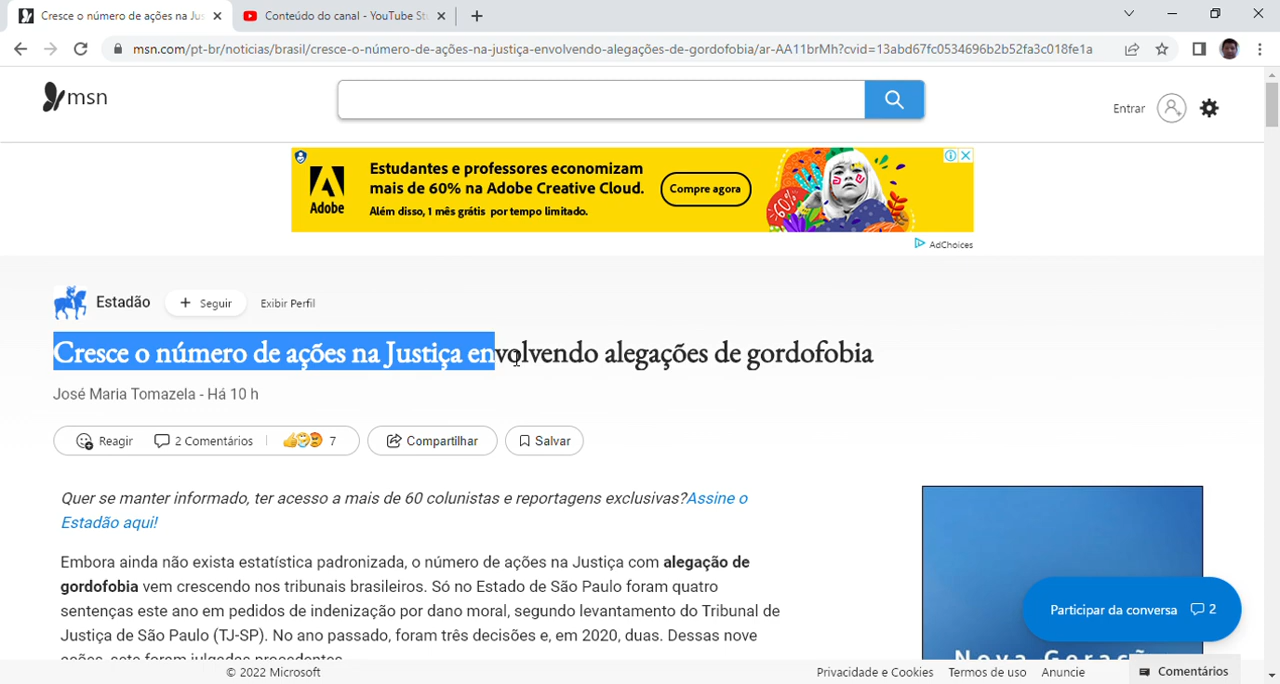 Cresce o número de ações na Jus
Conteúdo do canal - YouTube St
msn.com/pt-br/noticias/brasil/cresce-o-número-de-ações-na-justiça-envolvendo-alegações-de-gordofobia/ar-AA11brMh?cvid=13abd67fc0534696b2b52fa3c018fe1a
msn
Entrar
Estudantes e professores economizam
mais de 60% na Adobe Creative Cloud.
Além disso, 1 mês grátis por tempo limitado.
Adobe
Compre agora
-60%
AdChoices
Estadão
+ Seguir
Exibir Perfil
Cresce o número de ações na Justiça envolvendo alegações de gordofobia
José Maria Tomazela - Há 10 h
Reagir
2 Comentários
7
Compartilhar
Salvar
Quer se manter informado, ter acesso a mais de 60 colunistas e reportagens exclusivas?Assine o
Estadão aqui!
Embora ainda não exista estatística padronizada, o número de ações na Justiça com alegação de
gordofobia vem crescendo nos tribunais brasileiros. Só no Estado de São Paulo foram quatro
sentenças este ano em pedidos de indenização por dano moral, segundo levantamento do Tribunal de
Justiça de São Paulo (TJ-SP). No ano passado, foram três decisões e, em 2020, duas. Dessas nove
ações, sete foram julgadas procedentes.
Participar da conversa 2
Nova Geração
© 2022 Microsoft
Privacidade e Cookies
Termos de uso
Anuncie
Comentários